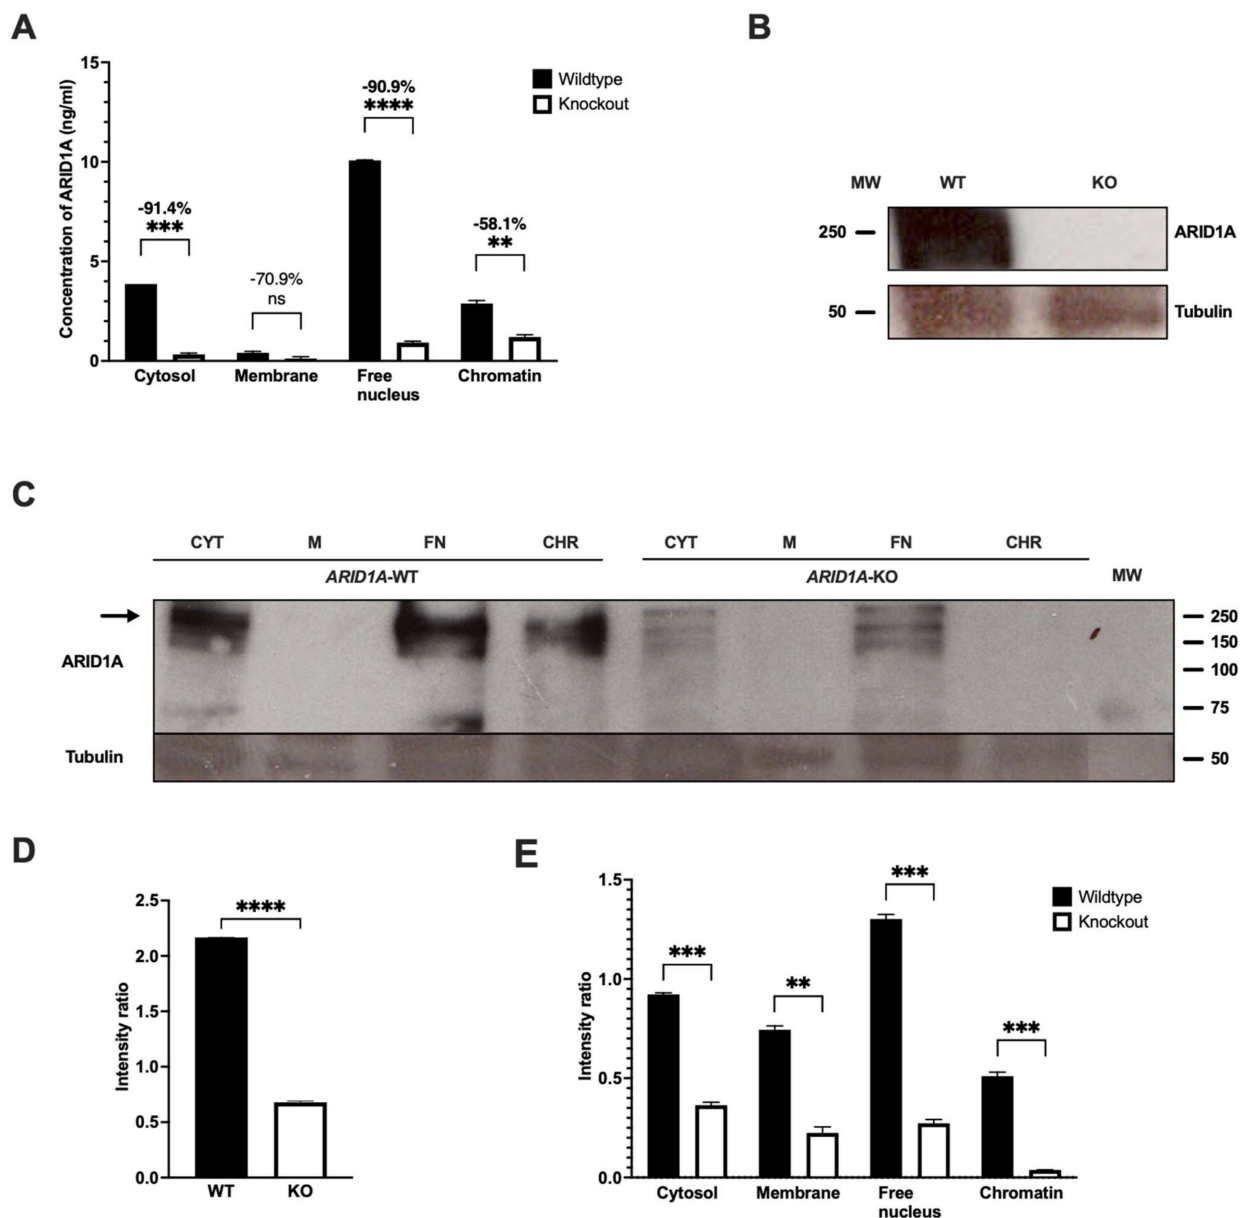 A
Concentration of ARID1A (ng/ml)
15
10
5
0
-91.4%
***
-70.9%
ns
-90.9%
****
-58.1%
**
Cytosol
Membrane
Free
nucleus
Chromatin
Wildtype
Knockout
B
MW WT KO
250 ARID1A
50 Tubulin
C
CYT M FN CHR CYT M FN CHR
ARID1A-WT ARID1A-KO MW
ARID1A
Tubulin
250
150
100
75
50
D
Intensity ratio
2.5
2.0
1.5
1.0
0.5
0.0
****
WT KO
E
Intensity ratio
1.5
1.0
0.5
0.0
***
**
***
***
Cytosol
Membrane
Free
nucleus
Chromatin
Wildtype
Knockout